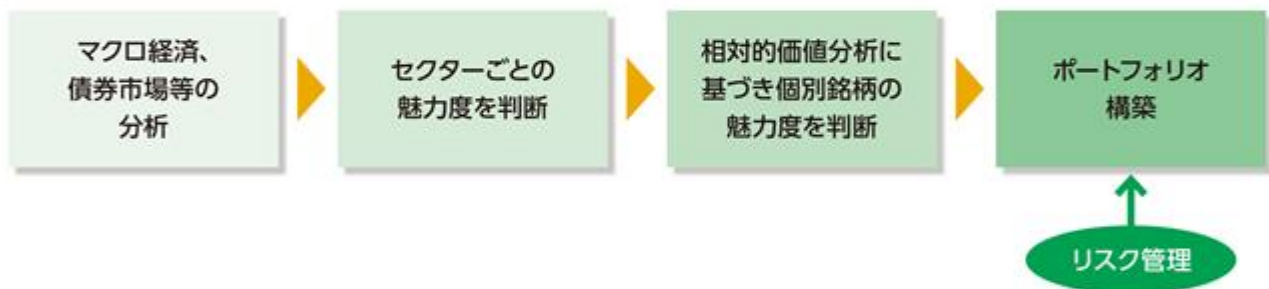 マクロ経済、
債券市場等の
分析
セクターごとの
魅力度を判断
相対的価値分析に
基づき個別銘柄の
魅力度を判断
ポートフォリオ
構築
リスク管理